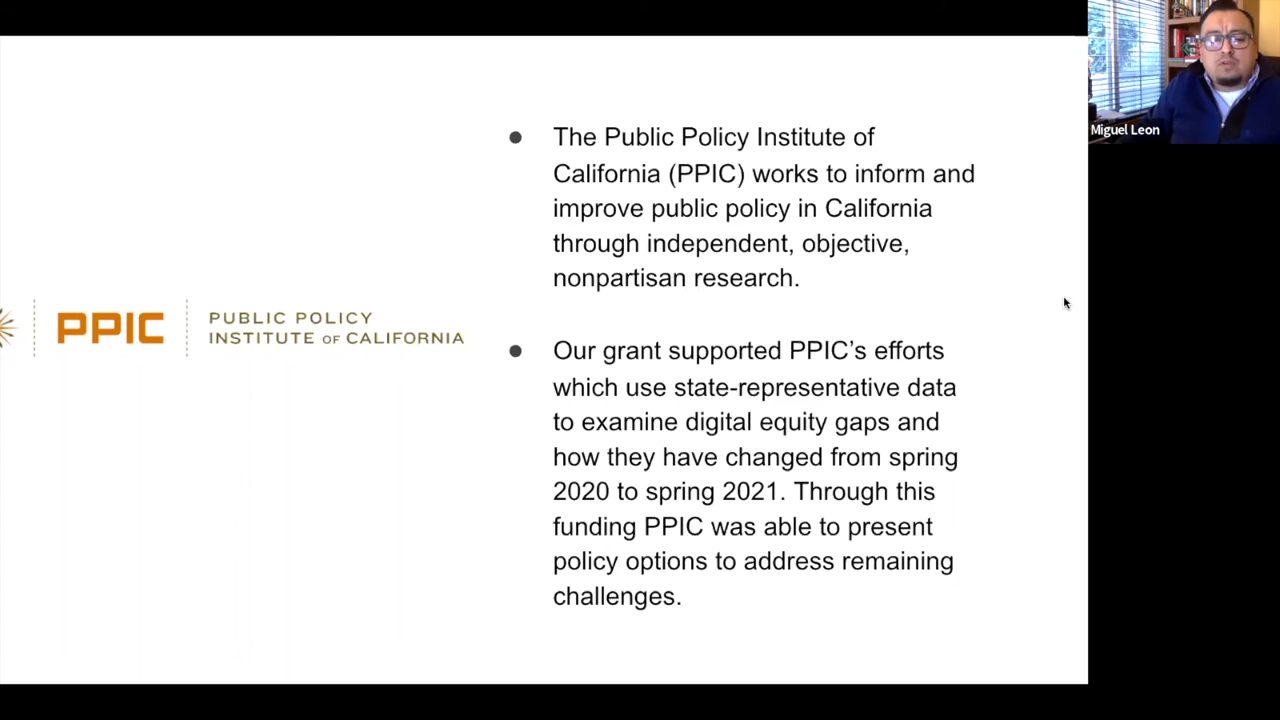 PPIC
PUBLIC POLICY
INSTITUTE OF CALIFORNIA
● The Public Policy Institute of
California (PPIC) works to inform and
improve public policy in California
through independent, objective,
nonpartisan research.
● Our grant supported PPIC’s efforts
which use state-representative data
to examine digital equity gaps and
how they have changed from spring
2020 to spring 2021. Through this
funding PPIC was able to present
policy options to address remaining
challenges.
Miguel Leon